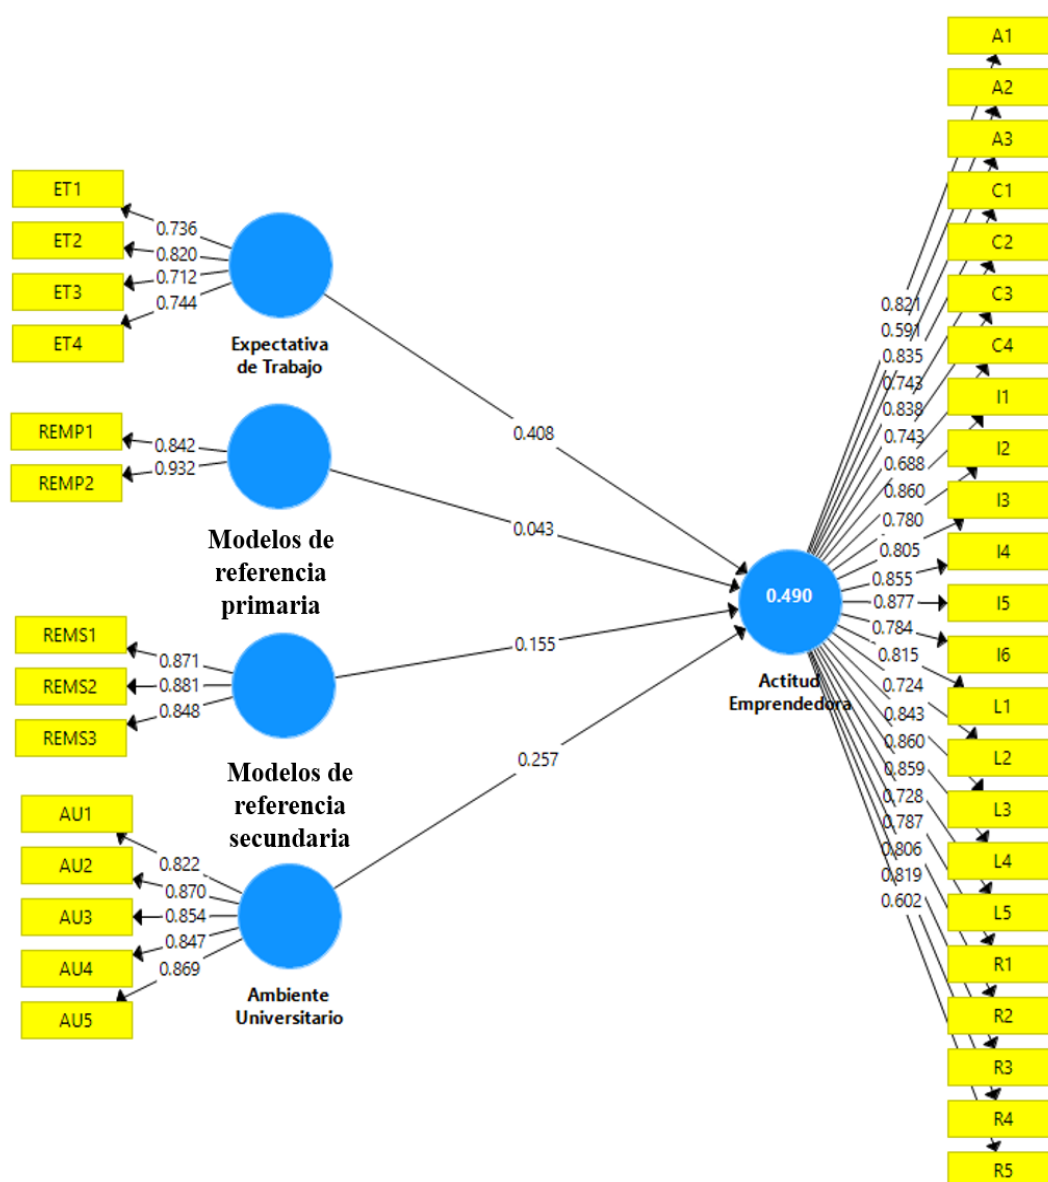 ET1
ET2
ET3
ET4
0.736
0.820
0.712
0.744
Expectativa
de Trabajo
REMP1
REMP2
0.842
0.932
Modelos de
referencia
primaria
REMS1
REMS2
REMS3
0.871
0.881
0.848
Modelos de
referencia
secundaria
AU1
AU2
AU3
AU4
AU5
0.822
0.870
0.854
0.847
0.869
Ambiente
Universitario
0.408
0.043
0.155
0.257
0.490
Actitud
Emprendedora
0.821
0.591
0.835
0.743
0.838
0.743
0.688
0.860
0.780
0.805
0.855
0.877
0.784
0.815
0.724
0.843
0.860
0.859
0.728
0.787
0.806
0.819
0.602
A1
A2
A3
C1
C2
C3
C4
I1
I2
I3
I4
I5
I6
L1
L2
L3
L4
L5
R1
R2
R3
R4
R5